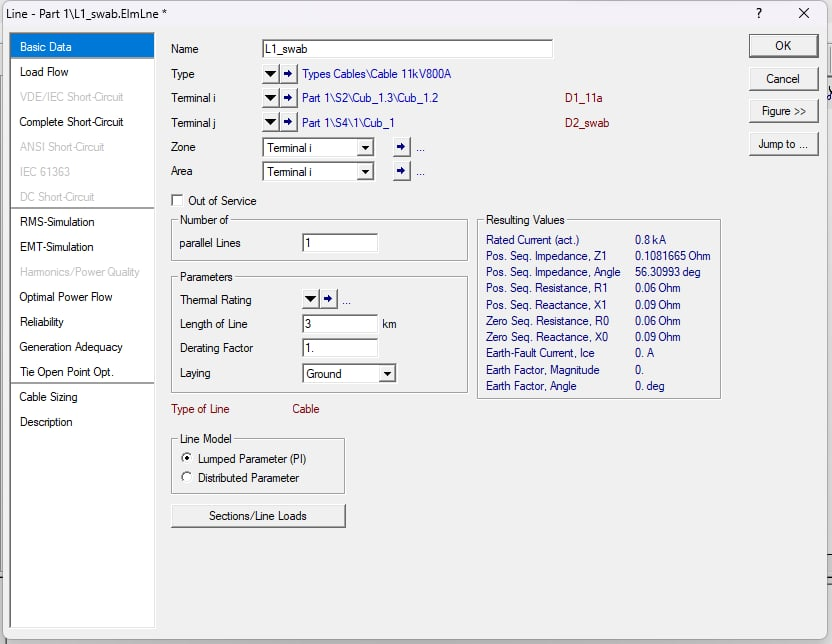 Line - Part 1\L1_swab.ElmLne *
?
Basic Data
Load Flow
VDE/IEC Short-Circuit
Complete Short-Circuit
ANSI Short-Circuit
IEC 61363
DC Short-Circuit
RMS-Simulation
EMT-Simulation
Harmonics/Power Quality
Optimal Power Flow
Reliability
Generation Adequacy
Tie Open Point Opt.
Cable Sizing
Description
Name L1_swab
Type Types Cables\Cable 11kV800A
Terminal i Part 1\S2\Cub_1.3\Cub_1.2 D1_11a
Terminal j Part 1\S4\1\Cub_1 D2_swab
Zone Terminal i ...
Area Terminal i ...
Out of Service
Number of
parallel Lines 1
Parameters
Thermal Rating ...
Length of Line 3 km
Derating Factor 1.
Laying Ground
Type of Line Cable
Line Model
Lumped Parameter (PI)
Distributed Parameter
Sections/Line Loads
Resulting Values
Rated Current (act.) 0.8 kA
Pos. Seq. Impedance, Z1 0.1081665 Ohm
Pos. Seq. Impedance, Angle 56.30993 deg
Pos. Seq. Resistance, R1 0.06 Ohm
Pos. Seq. Reactance, X1 0.09 Ohm
Zero Seq. Resistance, R0 0.06 Ohm
Zero Seq. Reactance, X0 0.09 Ohm
Earth-Fault Current, Ice 0. A
Earth Factor, Magnitude 0.
Earth Factor, Angle 0. deg
OK
Cancel
Figure >>
Jump to ...